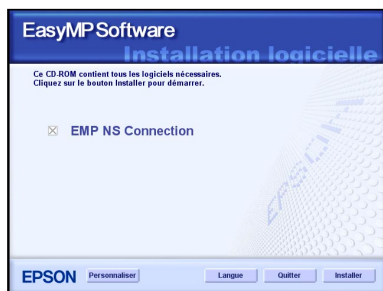 EasyMP Software
Installation logicielle
Ce CD-ROM contient tous les logiciels nécessaires.
Cliquez sur le bouton Installer pour démarrer.
EMP NS Connection
EPSON
EPSON
Personnaliser
Langue
Quitter
Installer